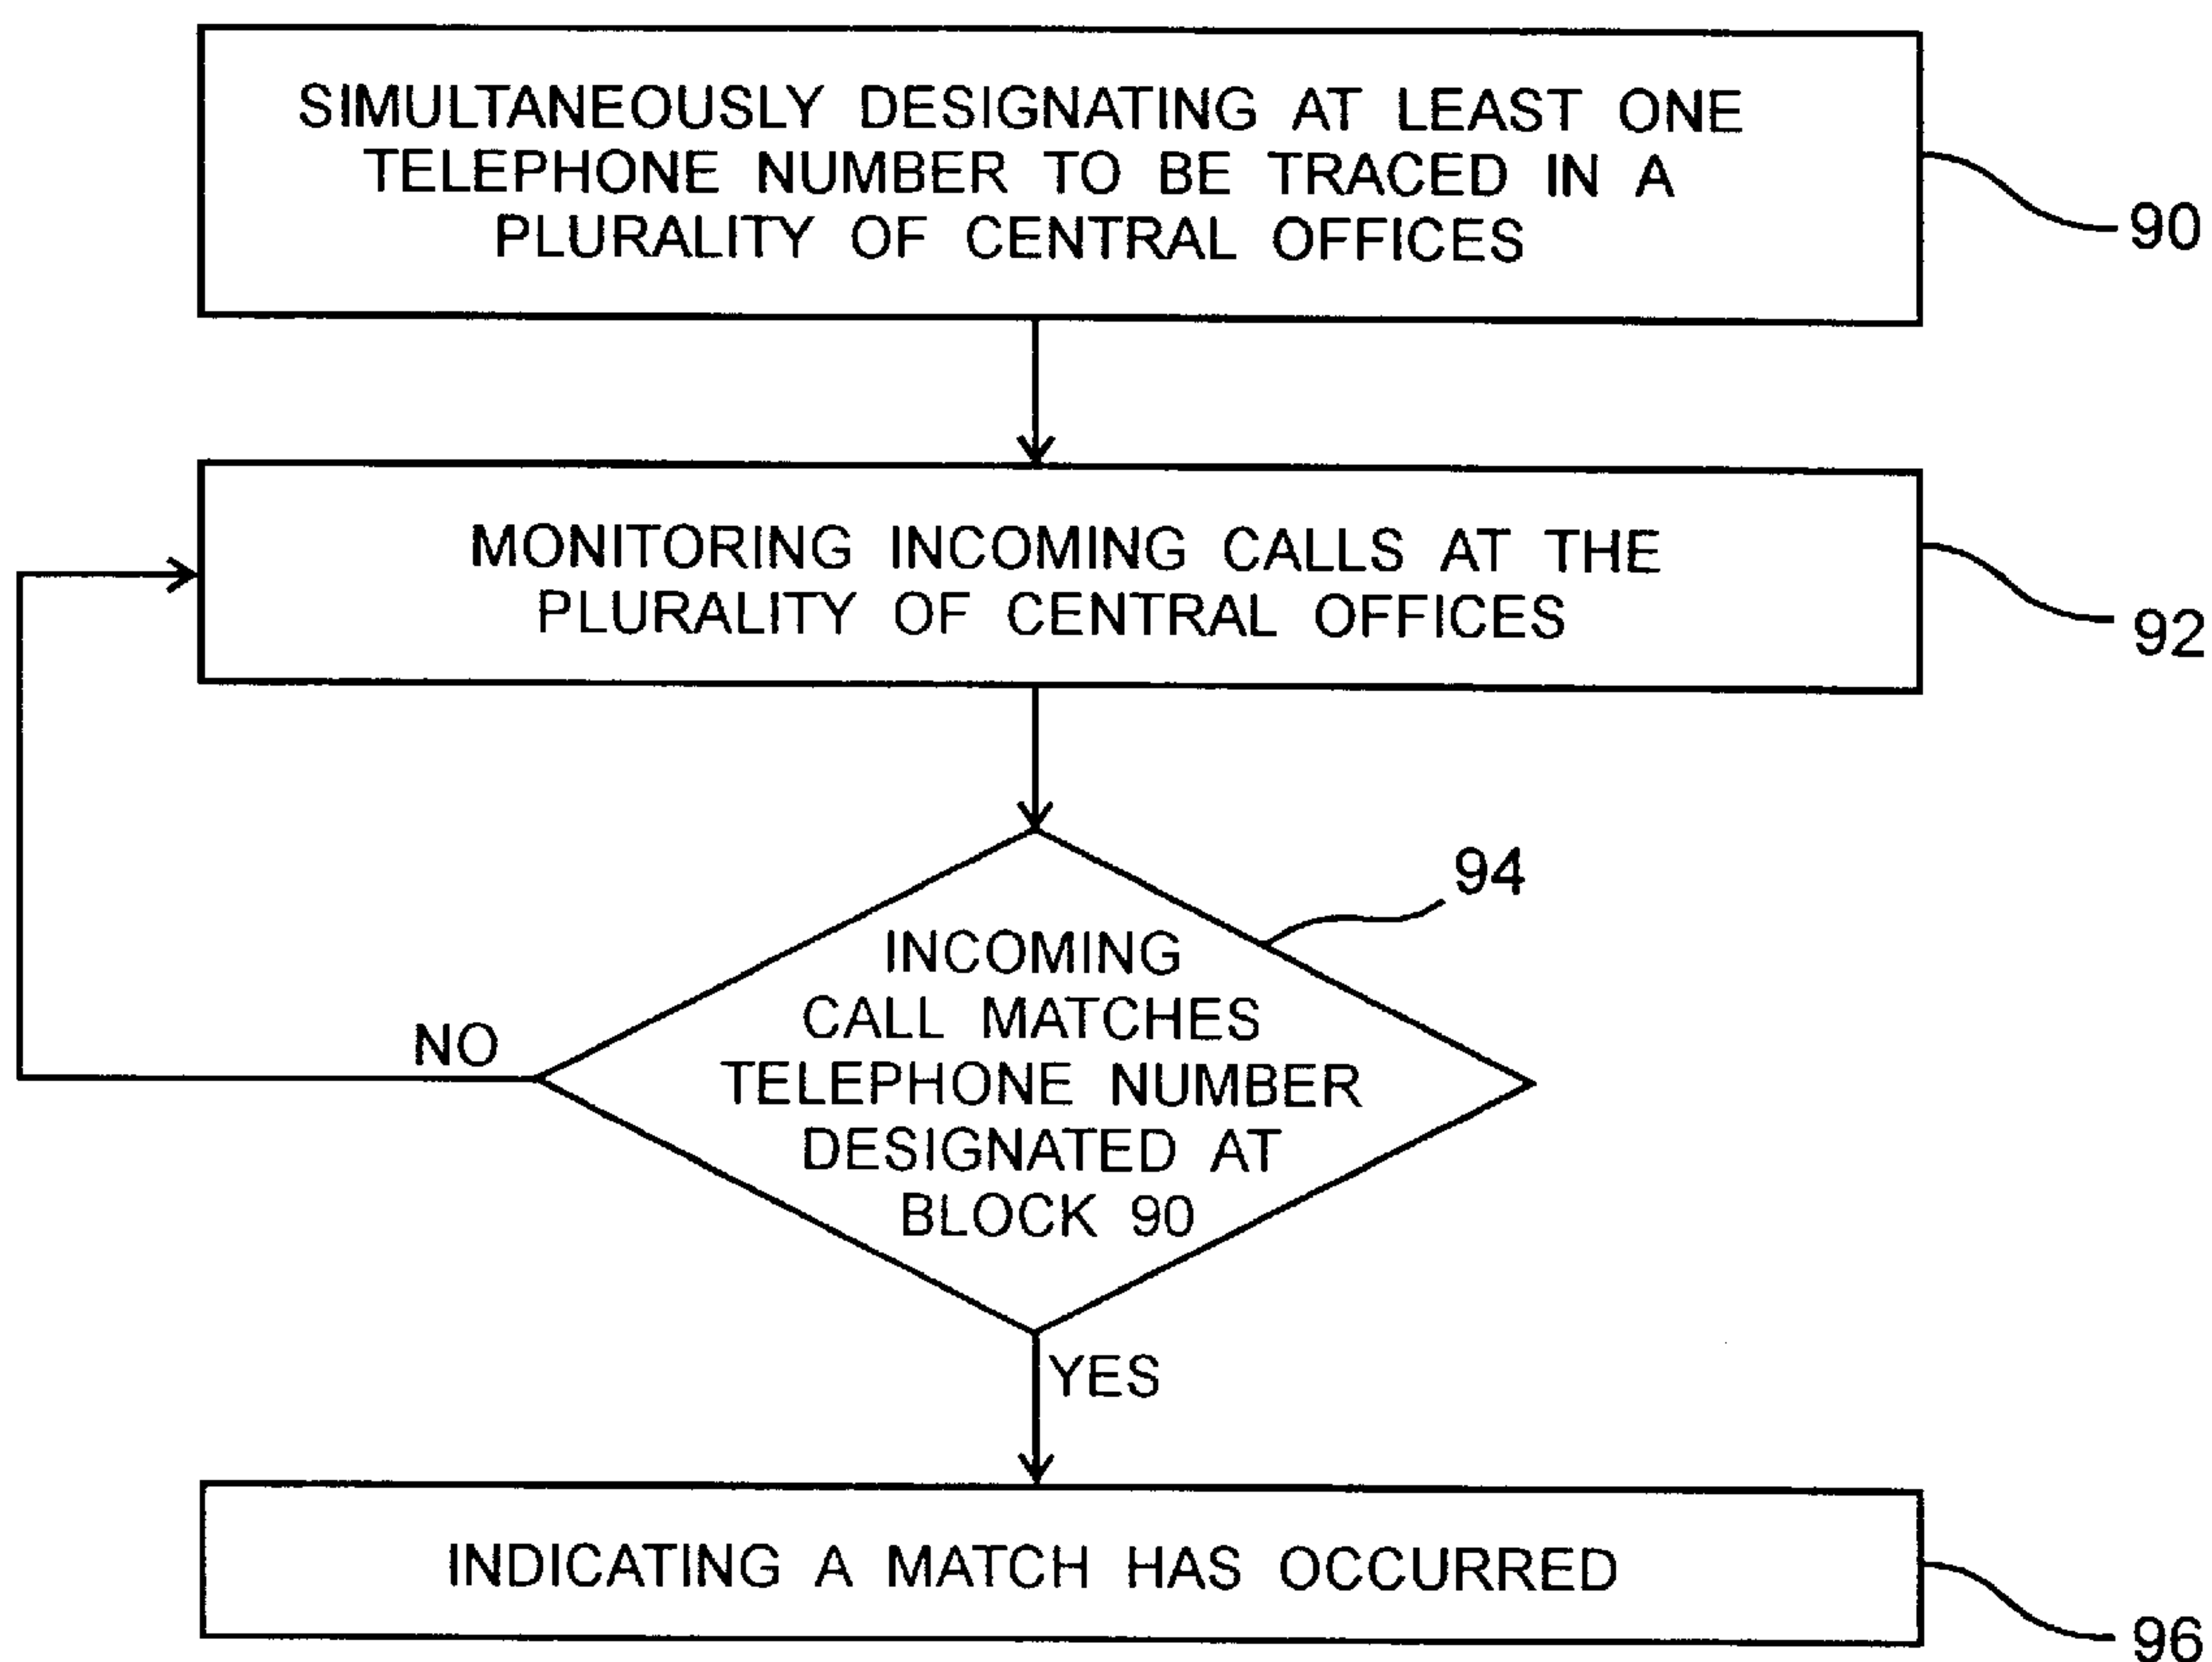 SIMULTANEOUSLY DESIGNATING AT LEAST ONE
TELEPHONE NUMBER TO BE TRACED IN A
PLURALITY OF CENTRAL OFFICES
90
MONITORING INCOMING CALLS AT THE
PLURALITY OF CENTRAL OFFICES
92
94
INCOMING
CALL MATCHES
TELEPHONE NUMBER
DESIGNATED AT
BLOCK 90
NO
YES
INDICATING A MATCH HAS OCCURRED
96